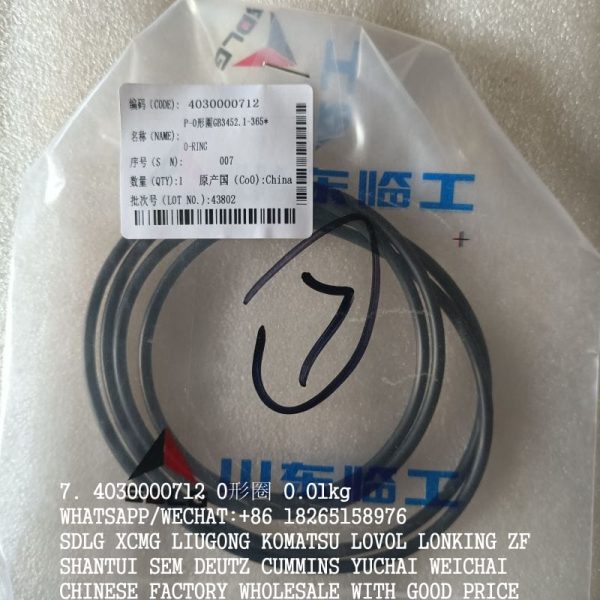 SDLG
编码(CODE): 4030000712
P-O形圈GB3452.1-365*
名称(NAME):
O-RING
序号(S N): 007
数量(QTY):1 原产国(CoO):China
批次号(LOT NO.):43802
山东临工
7
山东临工
7. 4030000712 O形圈 0.01kg
WHATSAPP/WECHAT:+86 18265158976
SDLG XCMG LIUGONG KOMATSU LOVOL LONKING ZF
SHANTUI SEM DEUTZ CUMMINS YUCHAI WEICHAI
CHINESE FACTORY WHOLESALE WITH GOOD PRICE